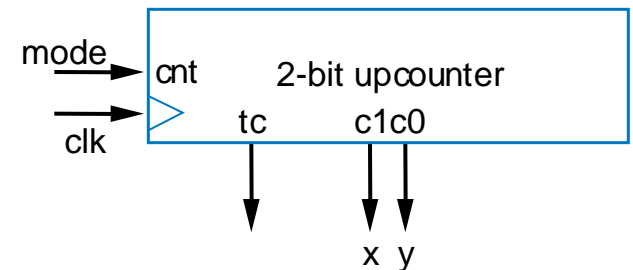 mode
cnt 2-bit upcounter
clk
tc c1c0
x y